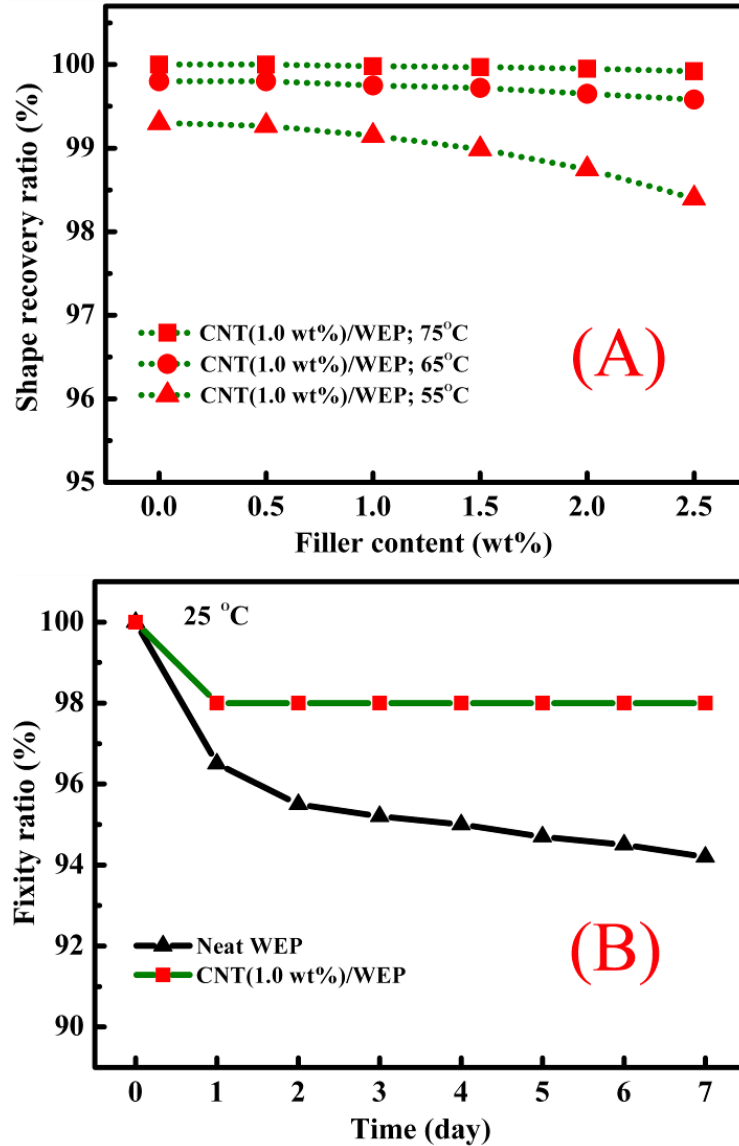 100
99
98
97
96
95
Shape recovery ratio (%)
CNT(1.0 wt%)/WEP; 75°C
CNT(1.0 wt%)/WEP; 65°C
CNT(1.0 wt%)/WEP; 55°C
(A)
0.0 0.5 1.0 1.5 2.0 2.5
Filler content (wt%)
25 °C
100
98
96
94
92
90
Fixity ratio (%)
Neat WEP
CNT(1.0 wt%)/WEP
(B)
0 1 2 3 4 5 6 7
Time (day)